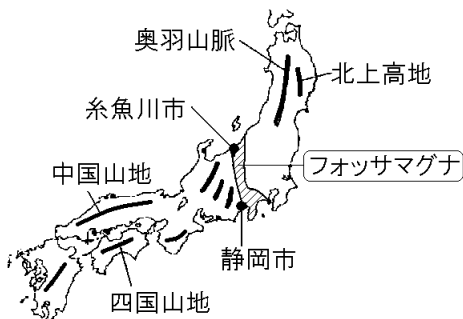 奥羽山脈
北上高地
糸魚川市
フォッサマグナ
中国山地
静岡市
四国山地